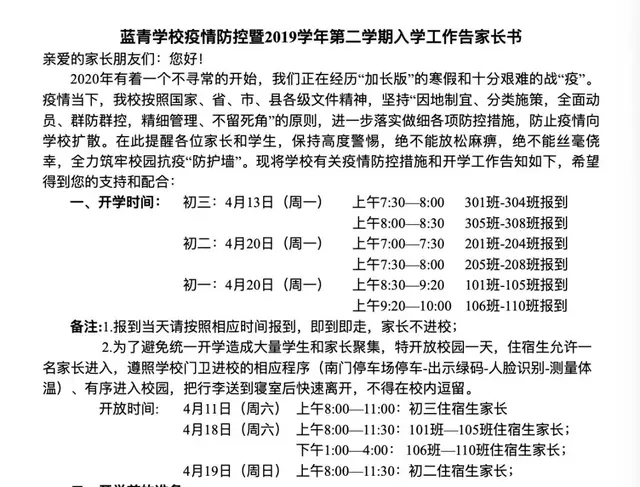 蓝青学校疫情防控暨2019学年第二学期入学工作告家长书
亲爱的家长朋友们：您好！
2020年有着一个不寻常的开始，我们正在经历“加长版”的寒假和十分艰难的战“疫”。
疫情当下，我校按照国家、省、市、县各级文件精神，坚持“因地制宜、分类施策，全面动
员、群防群控，精细管理、不留死角”的原则，进一步落实做细各项防控措施，防止疫情向
学校扩散。在此提醒各位家长和学生，保持高度警惕，绝不能放松麻痹，绝不能丝毫侥
幸，全力筑牢校园抗疫“防护墙”。现将学校有关疫情防控措施和开学工作告知如下，希望
得到您的支持和配合：
一、开学时间： 初三：4月13日（周一） 上午7:30—8:00 301班-304班报到
上午8:00—8:30 305班-308班报到
初二：4月20日（周一） 上午7:00—7:30 201班-204班报到
上午7:30—8:00 205班-208班报到
初一：4月20日（周一） 上午8:30—9:20 101班-105班报到
上午9:20—10:00 106班-110班报到
备注:1.报到当天请按照相应时间报到，即到即走，家长不进校；
2.为了避免统一开学造成大量学生和家长聚集，特开放校园一天，住宿生允许一
名家长进入，遵照学校门卫进校的相应程序（南门停车场停车-出示绿码-人脸识别-测量体
温）、有序进入校园，把行李送到寝室后快速离开，不得在校内逗留。
开放时间： 4月11日（周六） 上午8:00—11:00：初三住宿生家长
4月18日（周六） 上午8:00—11:30：101班—105班住宿生家长；
下午1:00—4:00： 106班—110班住宿生家长；
4月19日（周日） 上午8:00—11:30：初二住宿生家长